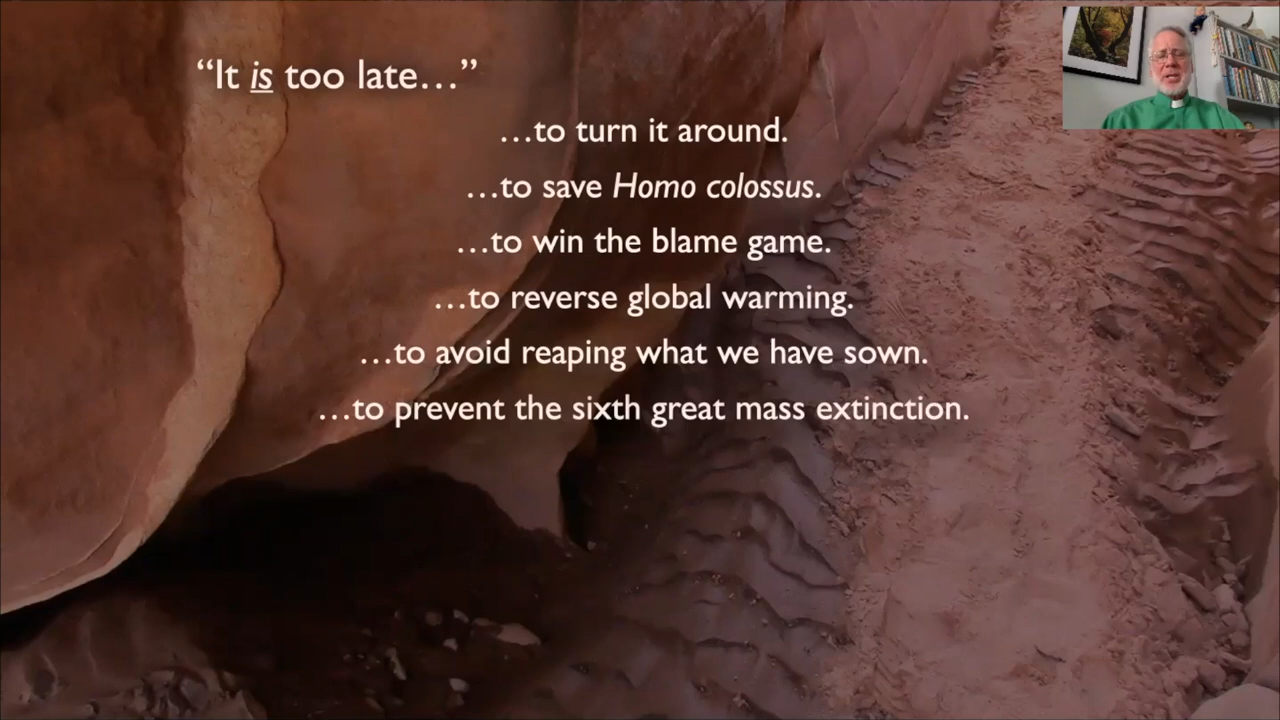 “It is too late…”
…to turn it around.
…to save Homo colossus.
…to win the blame game.
…to reverse global warming.
…to avoid reaping what we have sown.
…to prevent the sixth great mass extinction.